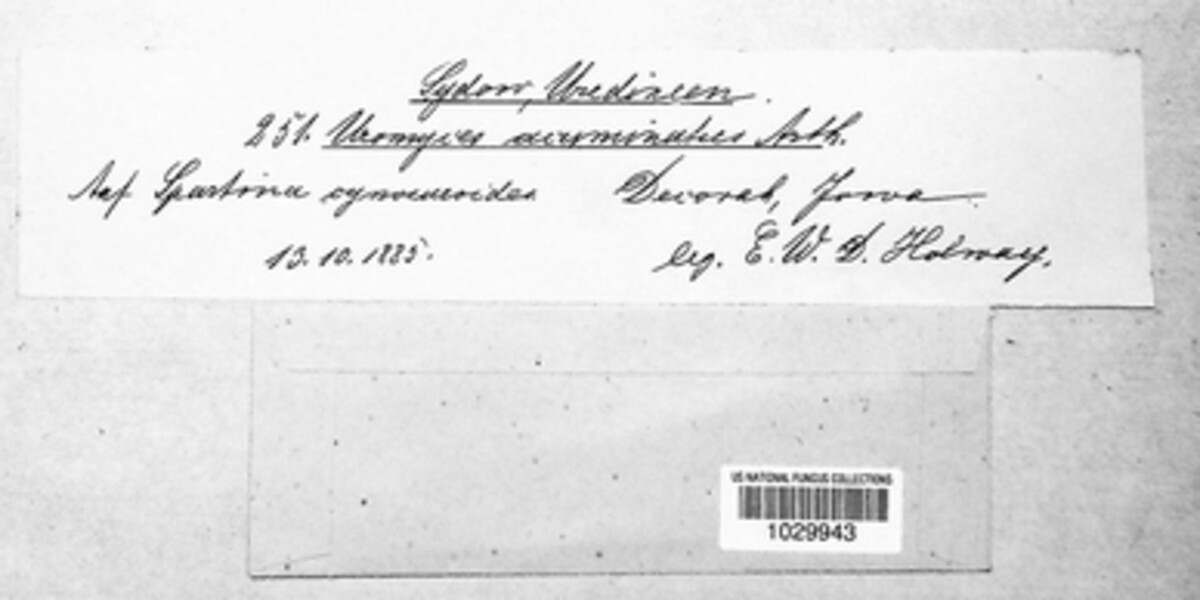 Sydow, Uredineen.
251. Uromyces acuminatus Arth.
Auf Spartina cynosuroides Decorah, Iowa.
13.10.1885. leg. E. W. D. Holway.
US NATIONAL FUNGUS COLLECTIONS
1029943